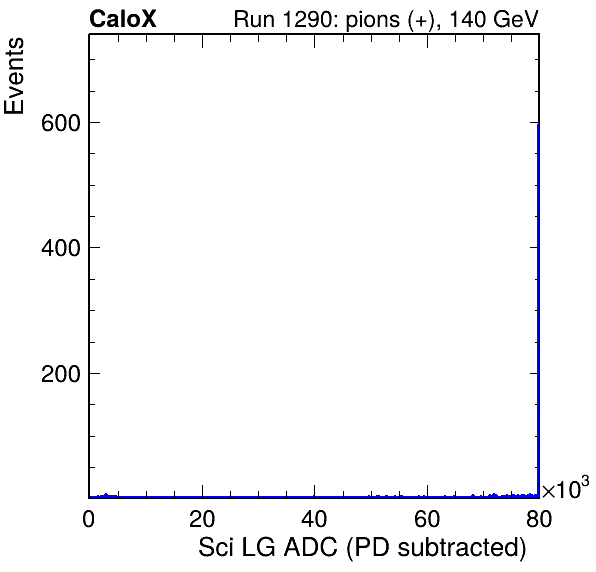 CaloX Run 1290: pions (+), 140 GeV
Events
600
400
200
×10³
0 20 40 60 80
Sci LG ADC (PD subtracted)